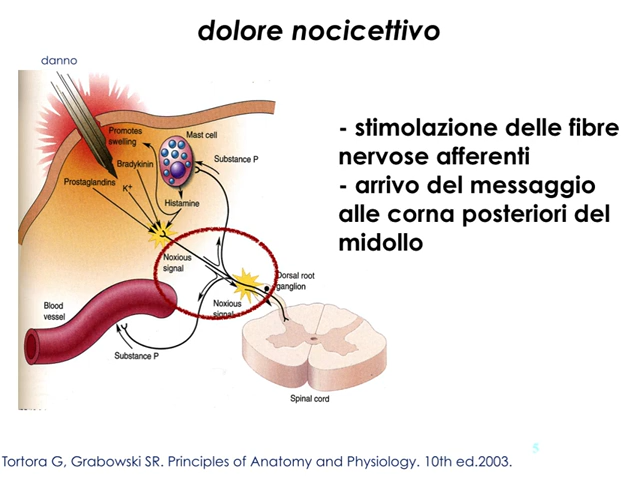 dolore nocicettivo
danno
Promotes
swelling
Mast cell
Substance P
Bradykinin
Prostaglandins
K+
Histamine
Noxious
signal
Dorsal root
ganglion
Noxious
signal
Blood
vessel
Substance P
Spinal cord
- stimolazione delle fibre
nervose afferenti
- arrivo del messaggio
alle corna posteriori del
midollo
5
Tortora G, Grabowski SR. Principles of Anatomy and Physiology. 10th ed.2003.